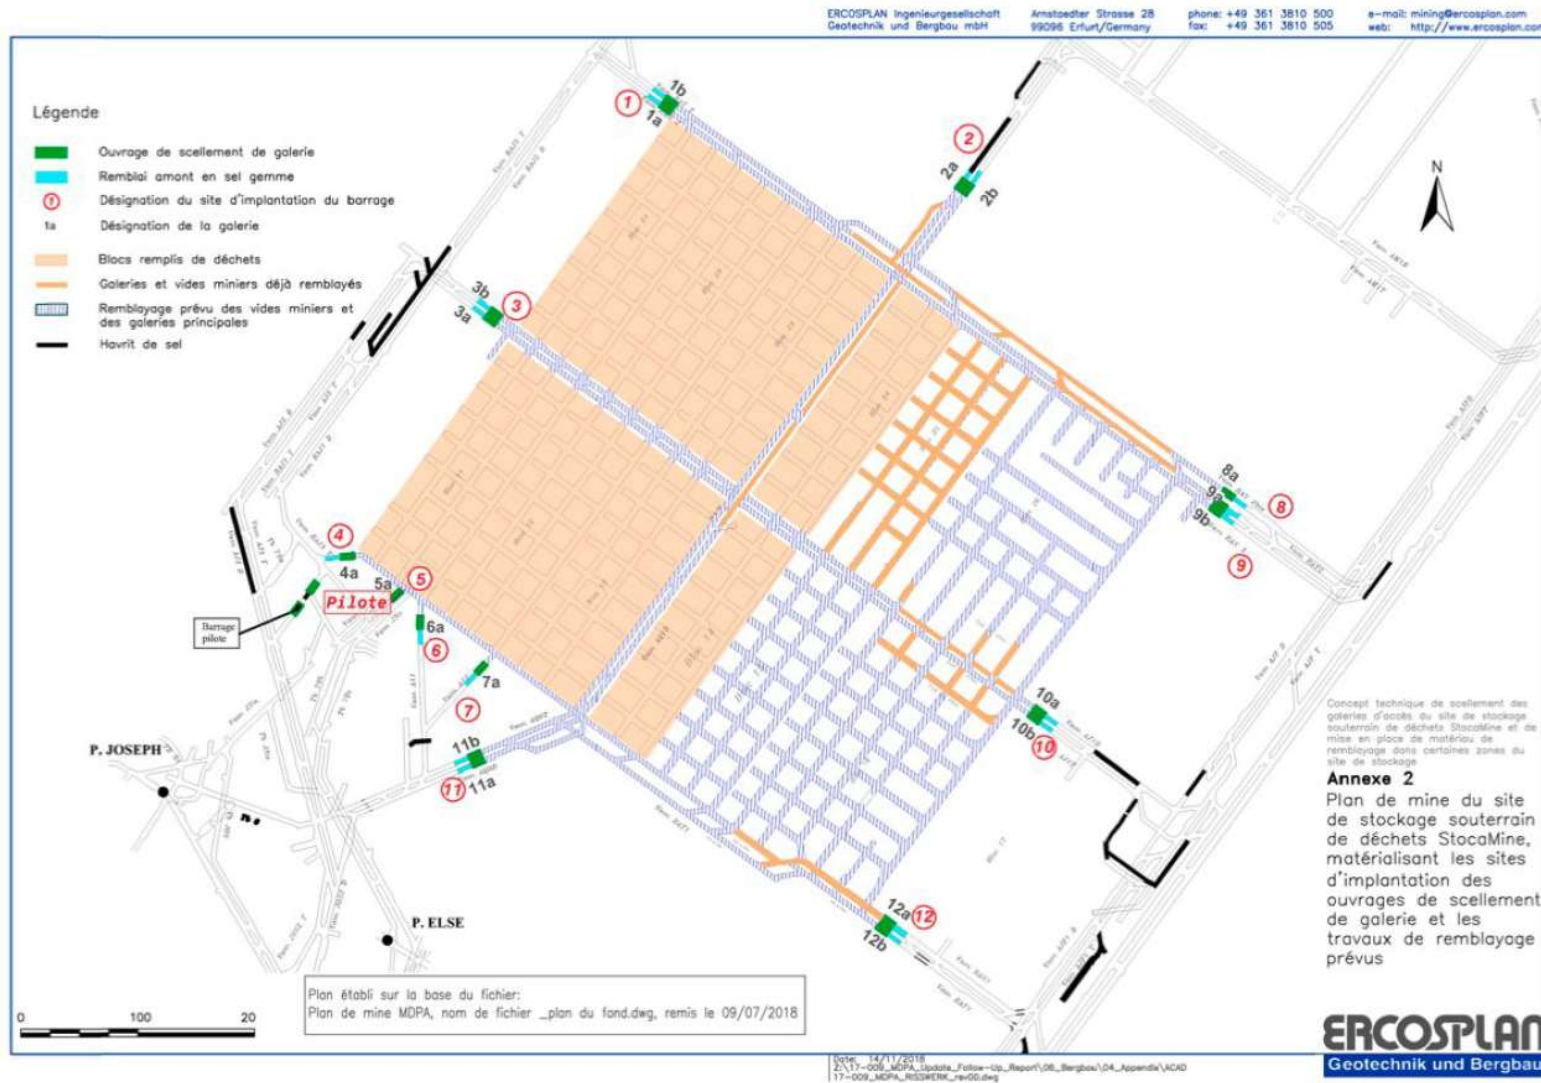 ERCOSPLAN Ingenieurgesellschaft
Geotechnik und Bergbau mbH
Arnstaedter Strasse 28
99096 Erfurt/Germany
phone: +49 361 3810 500
fax: +49 361 3810 505
e-mail: mining@ercosplan.com
web: http://www.ercosplan.com
Légende
Ouvrage de scellement de galerie
Remblai amont en sel gemme
1
Désignation du site d'implantation du barrage
1a
Désignation de la galerie
Blocs remplis de déchets
Galeries et vides miniers déjà remblayés
Remblayage prévu des vides miniers et
des galeries principales
Havrit de sel
1
1b
1a
2
2a
2b
N
3b
3a
3
8a
8
9a
9b
9
4
4a
5a
5
Pilote
Barrage
pilote
6a
6
7a
7
10a
10b
10
11b
11
11a
12a
12
12b
P. JOSEPH
P. ELSE
Concept technique de scellement des
galeries d'accès du site de stockage
souterrain de déchets StocaMine et de
mise en place de matériau de
remblayage dans certaines zones du
site de stockage
Annexe 2
Plan de mine du site
de stockage souterrain
de déchets StocaMine,
matérialisant les sites
d'implantation des
ouvrages de scellement
de galerie et les
travaux de remblayage
prévus
Plan établi sur la base du fichier:
Plan de mine MDPA, nom de fichier _plan du fond.dwg, remis le 09/07/2018
0 100 20
ERCOSPLAN
Geotechnik und Bergbau
Date: 14/11/2018
Z:\17-009_MDPA_Update_Follow-Up_Report\06_Bergbau\04_Appendix\ACAD
17-009_MDPA_RISSWERK_rev00.dwg